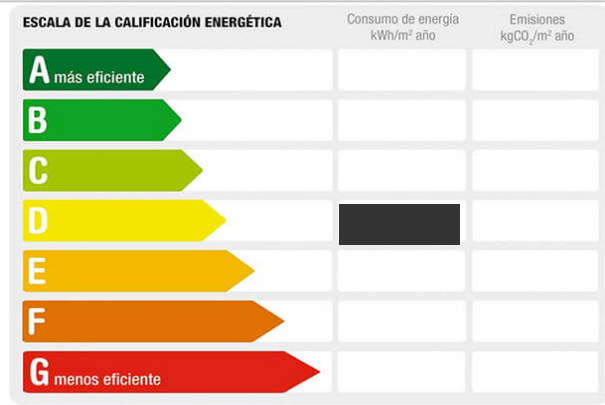 ESCALA DE LA CALIFICACIÓN ENERGÉTICA
Consumo de energía
kWh/m² año
Emisiones
kgCO₂/m² año
A más eficiente
B
C
D
E
F
G menos eficiente